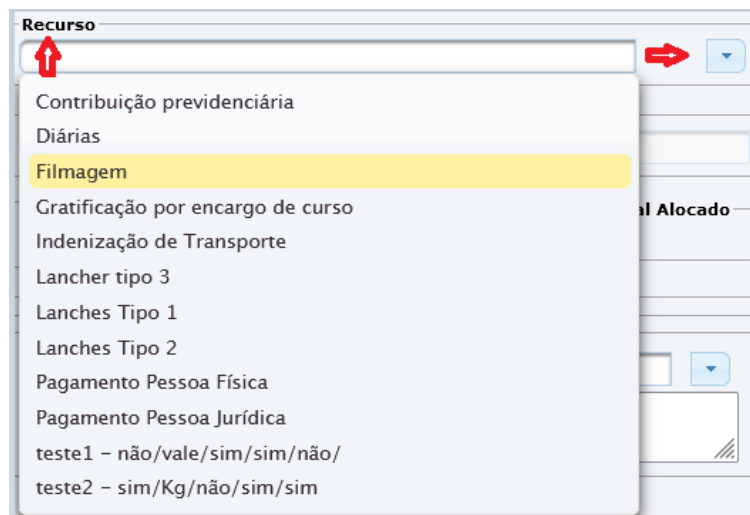 Recurso
Contribuição previdenciária
Diárias
Filmagem
Gratificação por encargo de curso
al Alocado
Indenização de Transporte
Lancher tipo 3
Lanches Tipo 1
Lanches Tipo 2
Pagamento Pessoa Física
Pagamento Pessoa Jurídica
teste1 - não/vale/sim/sim/não/
teste2 - sim/Kg/não/sim/sim